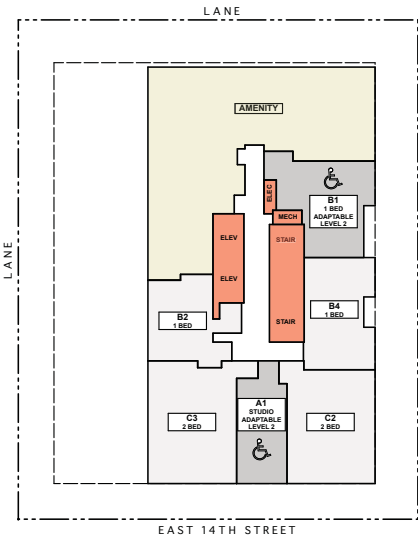 LANE
AMENITY
ELEC
B1
1 BED
ADAPTABLE
LEVEL 2
MECH
ELEV
STAIR
LANE
ELEV
B4
1 BED
B2
1 BED
STAIR
A1
STUDIO
ADAPTABLE
LEVEL 2
C3
2 BED
C2
2 BED
EAST 14TH STREET